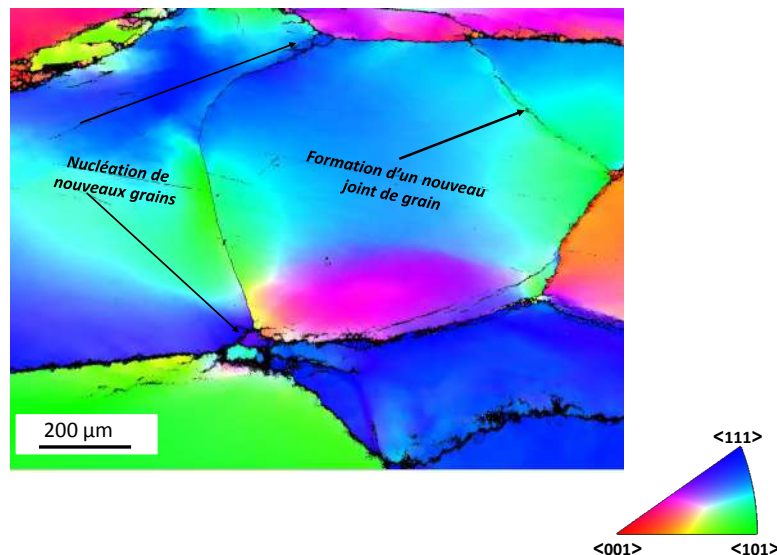 Nucléation de
nouveaux grains
Formation d'un nouveau
joint de grain
200 µm
<111>
<001>
<101>